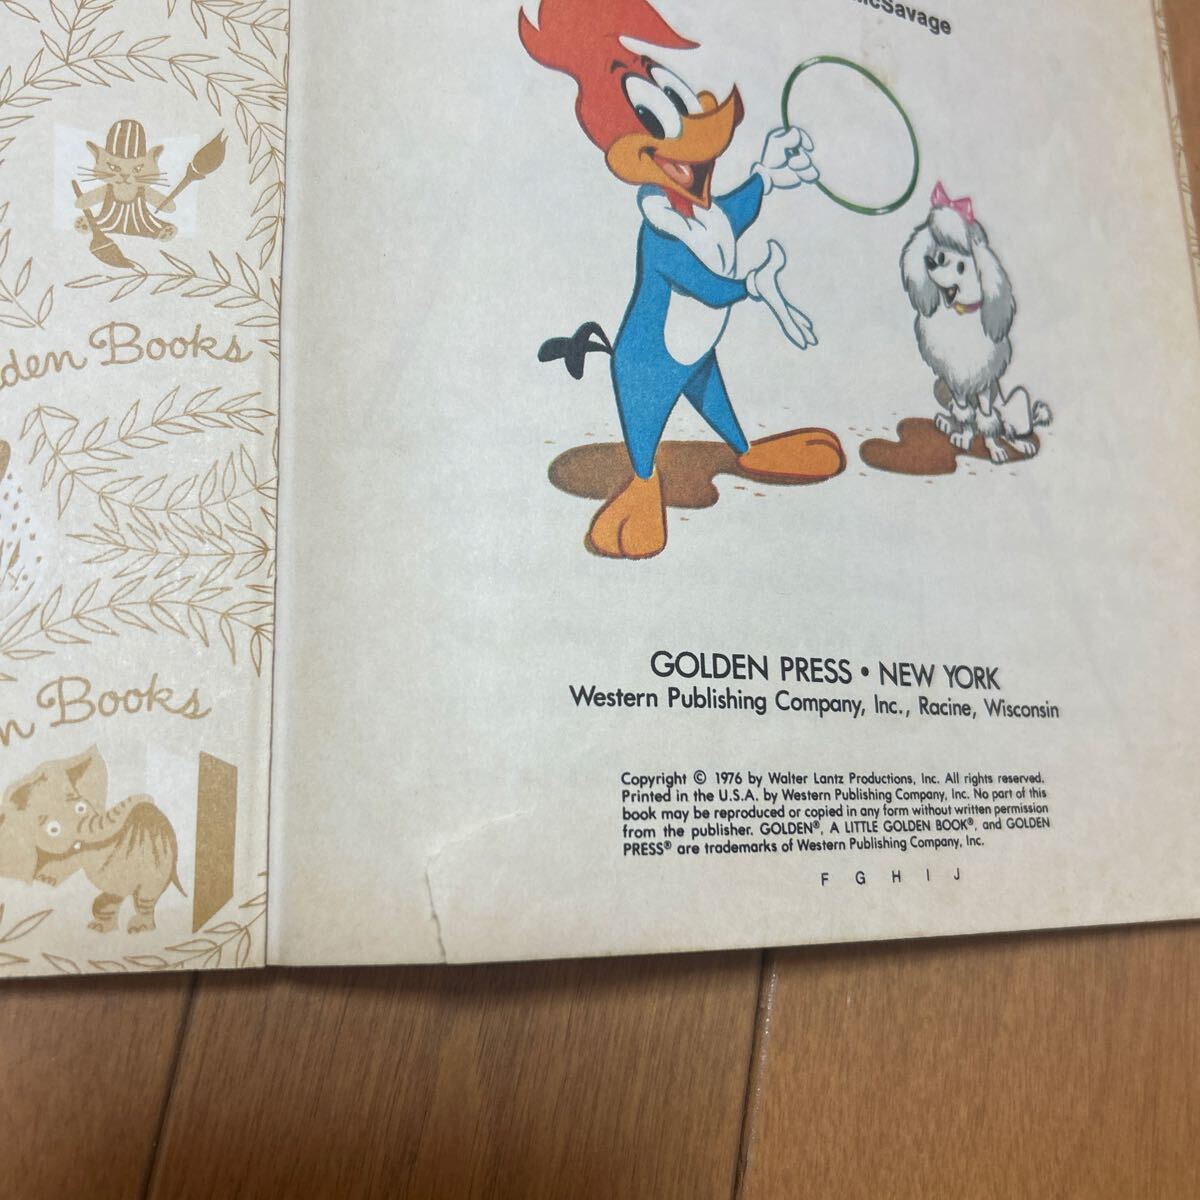 Savage
Books
Books
GOLDEN PRESS • NEW YORK
Western Publishing Company, Inc., Racine, Wisconsin
Copyright © 1976 by Walter Lantz Productions, Inc. All rights reserved.
Printed in the U.S.A. by Western Publishing Company, Inc. No part of this
book may be reproduced or copied in any form without written permission
from the publisher. GOLDEN®, A LITTLE GOLDEN BOOK®, and GOLDEN
PRESS® are trademarks of Western Publishing Company, Inc.
F G H I J